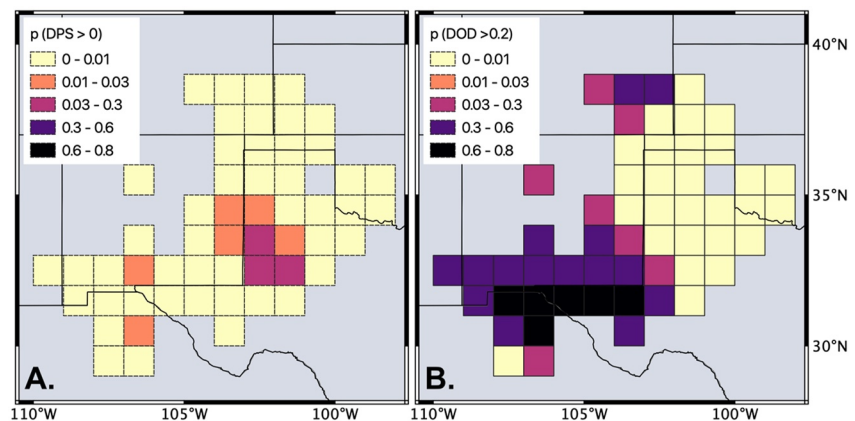 p (DPS > 0)
0 - 0.01
0.01 - 0.03
0.03 - 0.3
0.3 - 0.6
0.6 - 0.8
A.
110°W
105°W
100°W
p (DOD >0.2)
0 - 0.01
0.01 - 0.03
0.03 - 0.3
0.3 - 0.6
0.6 - 0.8
B.
40°N
35°N
30°N
110°W
105°W
100°W